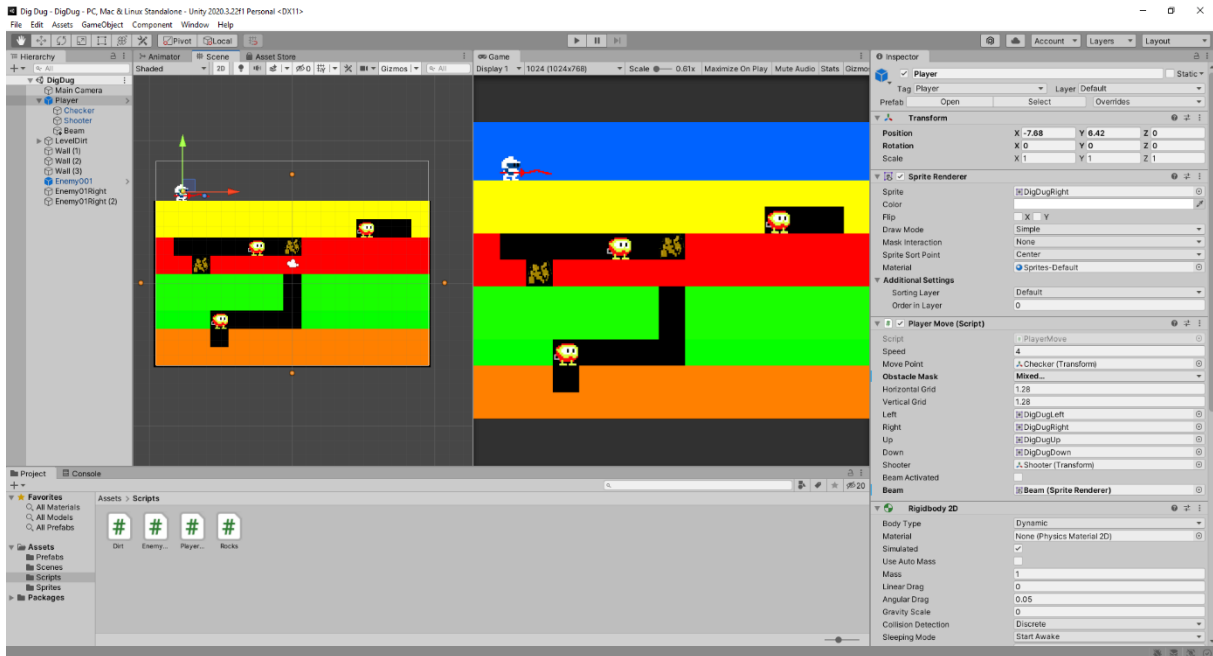 Dig Dug - DigDug - PC, Mac & Linux Standalone - Unity 2020.3.22f1 Personal <DX11>
File Edit Assets GameObject Component Window Help
Pivot Local
Account Layers Layout
Hierarchy
All
DigDug
Main Camera
Player
Checker
Shooter
Beam
LevelDirt
Wall (1)
Wall (2)
Wall (3)
Enemy001
Enemy01Right
Enemy01Right (2)
Animator Scene Asset Store
Shaded 2D 0 Gizmos All
Game
Display 1 1024 (1024x768) Scale 0.61x Maximize On Play Mute Audio Stats Gizmo
Inspector
Player Static
Tag Player Layer Default
Prefab Open Select Overrides
Transform
Position X -7.68 Y 6.42 Z 0
Rotation X 0 Y 0 Z 0
Scale X 1 Y 1 Z 1
Sprite Renderer
Sprite DigDugRight
Color
Flip X Y
Draw Mode Simple
Mask Interaction None
Sprite Sort Point Center
Material Sprites-Default
Additional Settings
Sorting Layer Default
Order in Layer 0
Player Move (Script)
Script PlayerMove
Speed 4
Move Point Checker (Transform)
Obstacle Mask Mixed...
Horizontal Grid 1.28
Vertical Grid 1.28
Left DigDugLeft
Right DigDugRight
Up DigDugUp
Down DigDugDown
Shooter Shooter (Transform)
Beam Activated
Beam Beam (Sprite Renderer)
Rigidbody 2D
Body Type Dynamic
Material None (Physics Material 2D)
Simulated
Use Auto Mass
Mass 1
Linear Drag 0
Angular Drag 0.05
Gravity Scale 0
Collision Detection Discrete
Sleeping Mode Start Awake
Project Console
20
Favorites
All Materials
All Models
All Prefabs
Assets
Prefabs
Scenes
Scripts
Sprites
Packages
Assets > Scripts
Dirt Enemy... Player... Rocks